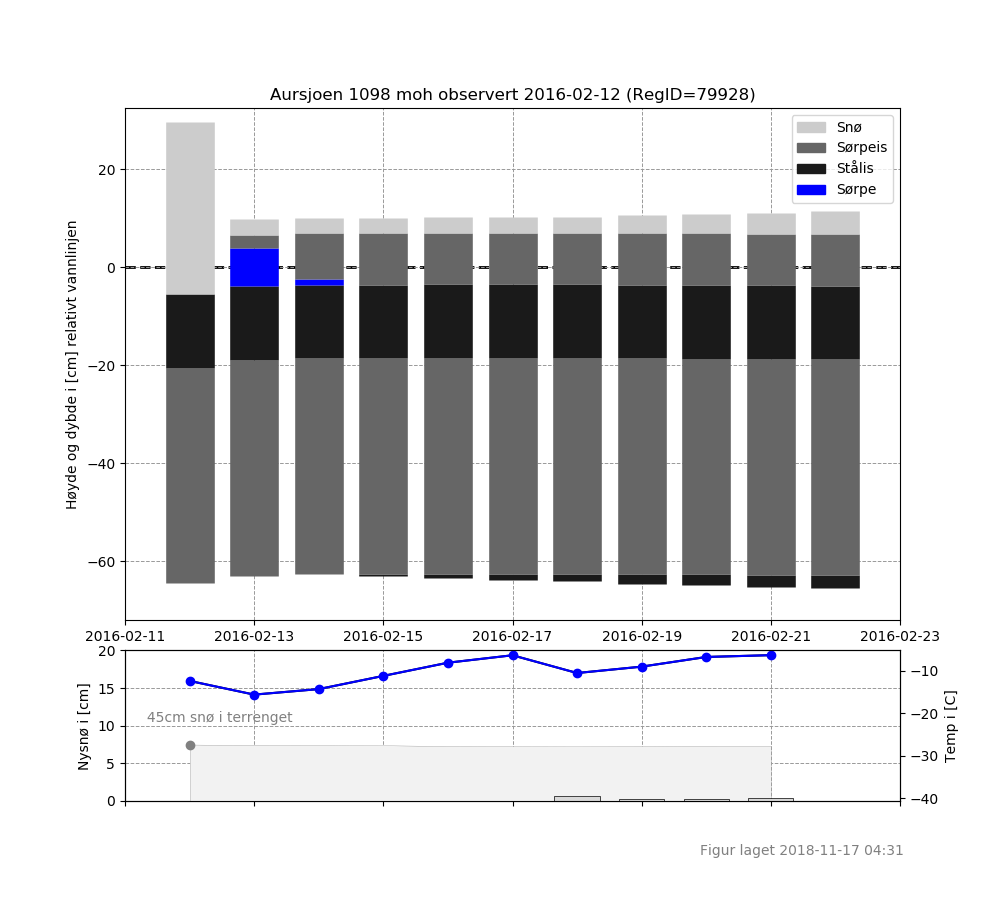 Aursjoen 1098 moh observert 2016-02-12 (RegID=79928)
Snø
Sørpeis
Stålis
Sørpe
Høyde og dybde i [cm] relativt vannlinjen
20
0
−20
−40
−60
2016-02-11 2016-02-13 2016-02-15 2016-02-17 2016-02-19 2016-02-21 2016-02-23
Nysnø i [cm]
20
15
10
5
0
45cm snø i terrenget
−10
−20
−30
−40
Temp i [C]
Figur laget 2018-11-17 04:31